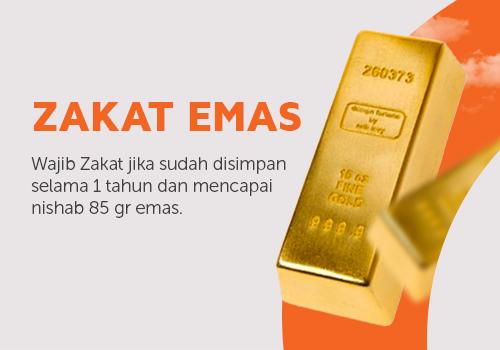 ZAKAT EMAS
Wajib Zakat jika sudah disimpan
selama 1 tahun dan mencapai
nishab 85 gr emas.
260373
by
FINE
GOLD